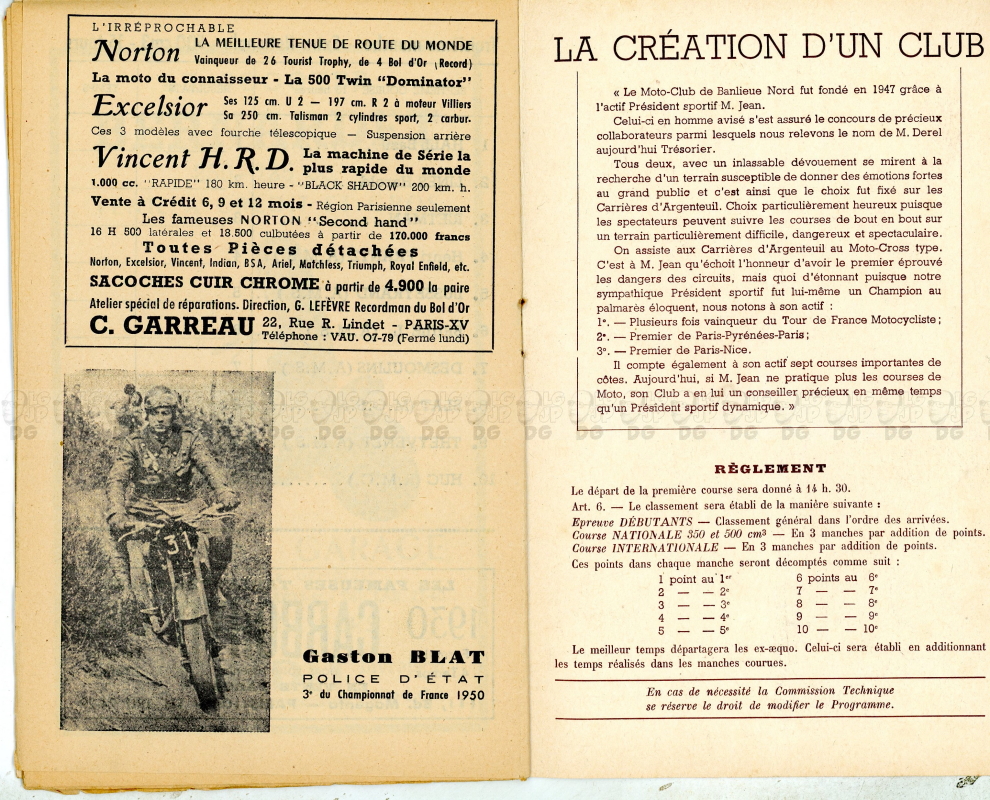 L'IRRÉPROCHABLE
Norton LA MEILLEURE TENUE DE ROUTE DU MONDE
Vainqueur de 26 Tourist Trophy, de 4 Bol d'Or (Record)
La moto du connaisseur - La 500 Twin "Dominator"
Excelsior Ses 125 cm. U 2 — 197 cm. R 2 à moteur Villiers
Sa 250 cm. Talisman 2 cylindres sport, 2 carbur.
Ces 3 modèles avec fourche télescopique — Suspension arrière
Vincent H.R.D. La machine de Série la
plus rapide du monde
1.000 cc. "RAPIDE" 180 km. heure - "BLACK SHADOW" 200 km. h.
Vente à Crédit 6, 9 et 12 mois - Région Parisienne seulement
Les fameuses NORTON "Second hand"
16 H 500 latérales et 18.500 culbutées à partir de 170.000 francs
Toutes Pièces détachées
Norton, Excelsior, Vincent, Indian, BSA, Ariel, Matchless, Triumph, Royal Enfield, etc.
SACOCHES CUIR CHROME à partir de 4.900 la paire
Atelier spécial de réparations. Direction, G. LEFÈVRE Recordman du Bol d'Or
C. GARREAU 22, Rue R. Lindet - PARIS-XV
Téléphone : VAU. 07-79 (Fermé lundi)
31
Gaston BLAT
POLICE D'ÉTAT
3e du Championnat de France 1950
LA CRÉATION D'UN CLUB
« Le Moto-Club de Banlieue Nord fut fondé en 1947 grâce à
l'actif Président sportif M. Jean.
Celui-ci en homme avisé s'est assuré le concours de précieux
collaborateurs parmi lesquels nous relevons le nom de M. Derel
aujourd'hui Trésorier.
Tous deux, avec un inlassable dévouement se mirent à la
recherche d'un terrain susceptible de donner des émotions fortes
au grand public et c'est ainsi que le choix fut fixé sur les
Carrières d'Argenteuil. Choix particulièrement heureux puisque
les spectateurs peuvent suivre les courses de bout en bout sur
un terrain particulièrement difficile, dangereux et spectaculaire.
On assiste aux Carrières d'Argenteuil au Moto-Cross type.
C'est à M. Jean qu'échoit l'honneur d'avoir le premier éprouvé
les dangers des circuits, mais quoi d'étonnant puisque notre
sympathique Président sportif fut lui-même un Champion au
palmarès éloquent, nous notons à son actif :
1°. — Plusieurs fois vainqueur du Tour de France Motocycliste ;
2°. — Premier de Paris-Pyrénées-Paris ;
3°. — Premier de Paris-Nice.
Il compte également à son actif sept courses importantes de
côtes. Aujourd'hui, si M. Jean ne pratique plus les courses de
Moto, son Club a en lui un conseiller précieux en même temps
qu'un Président sportif dynamique. »
RÈGLEMENT
Le départ de la première course sera donné à 14 h. 30.
Art. 6. — Le classement sera établi de la manière suivante :
Epreuve DÉBUTANTS — Classement général dans l'ordre des arrivées.
Course NATIONALE 350 et 500 cm³ — En 3 manches par addition de points.
Course INTERNATIONALE — En 3 manches par addition de points.
Ces points dans chaque manche seront décomptés comme suit :
1 point au 1er 6 points au 6e
2 — — 2e 7 — — 7e
3 — — 3e 8 — — 8e
4 — — 4e 9 — — 9e
5 — — 5e 10 — — 10e
Le meilleur temps départagera les ex-æquo. Celui-ci sera établi en additionnant
les temps réalisés dans les manches courues.
En cas de nécessité la Commission Technique
se réserve le droit de modifier le Programme.